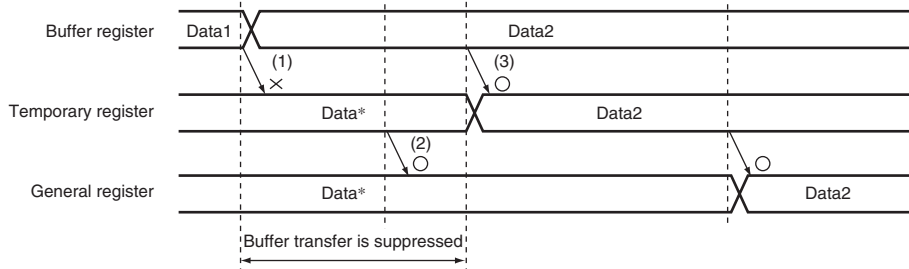 Buffer register Data1 Data2
(1) (3)
Temporary register Data* Data2
(2)
General register Data* Data2
Buffer transfer is suppressed